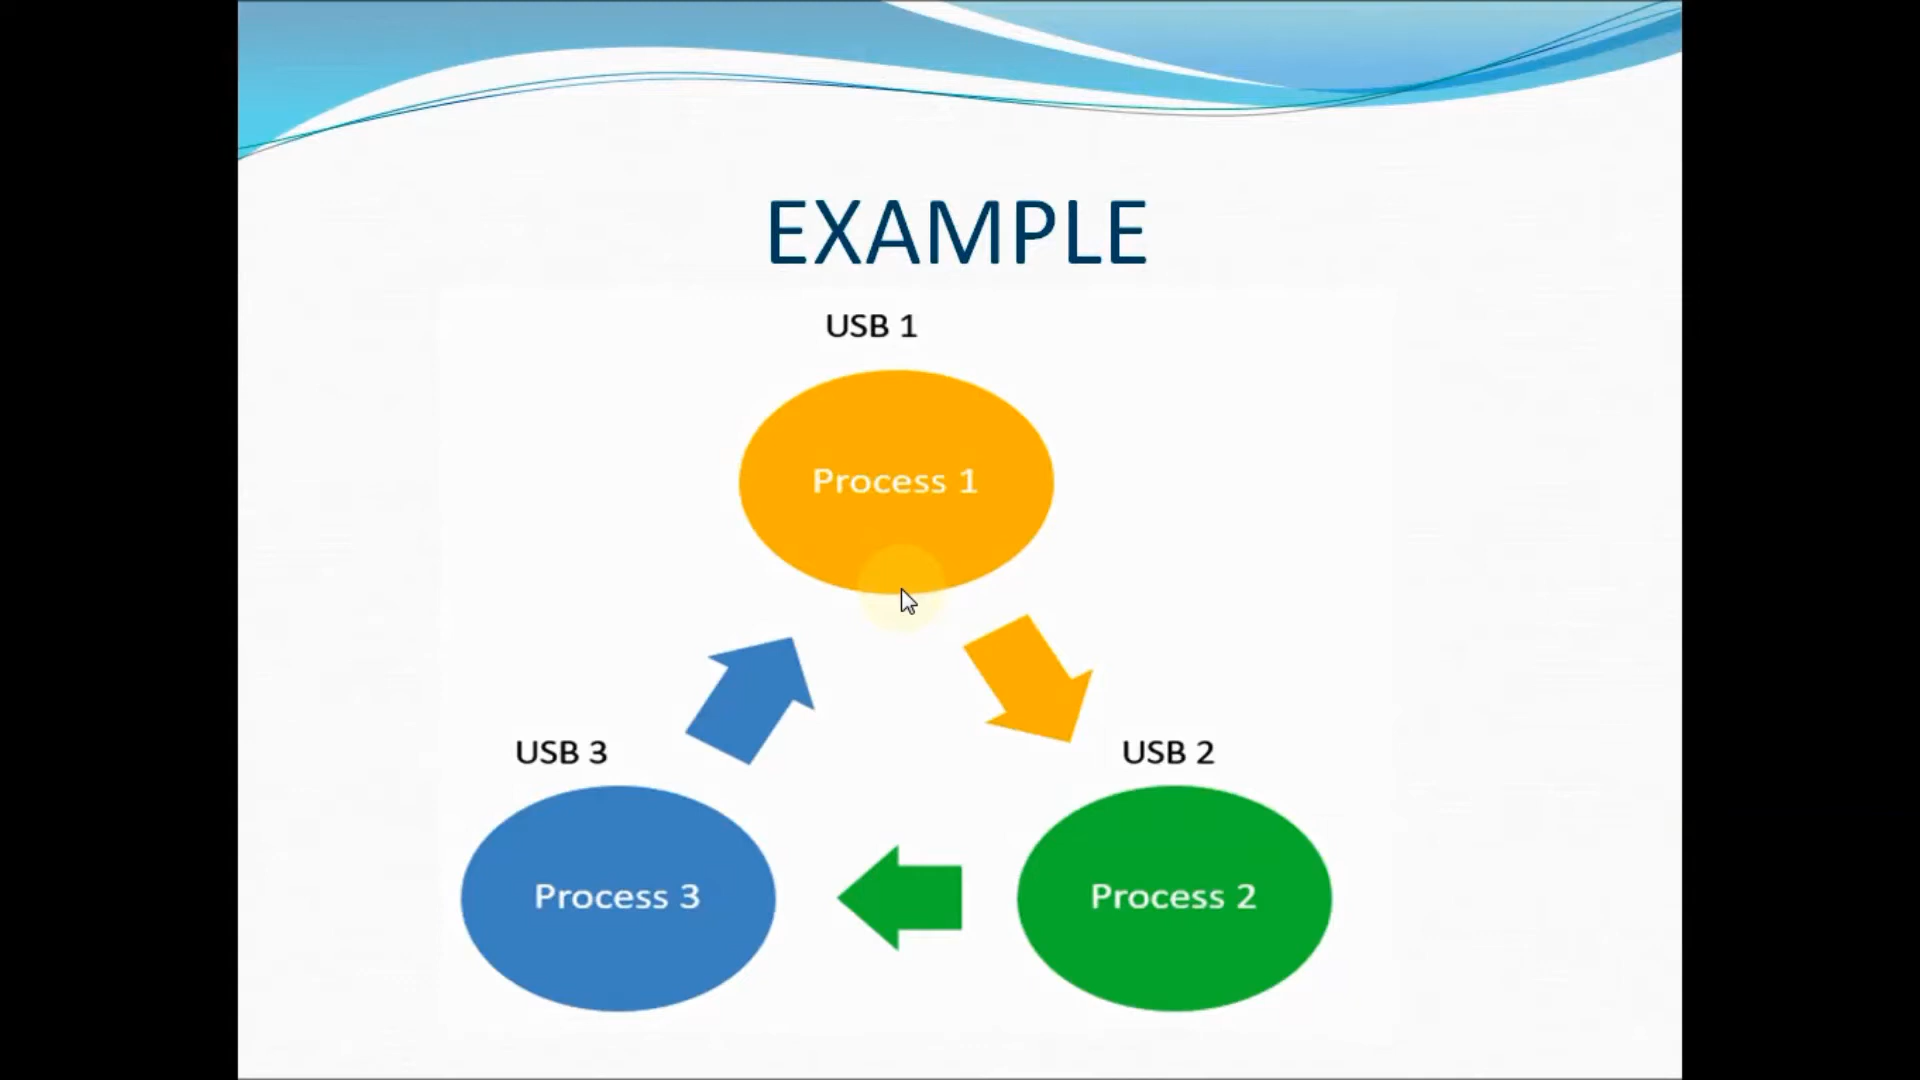 EXAMPLE
USB 1
Process 1
USB 3
USB 2
Process 3
Process 2